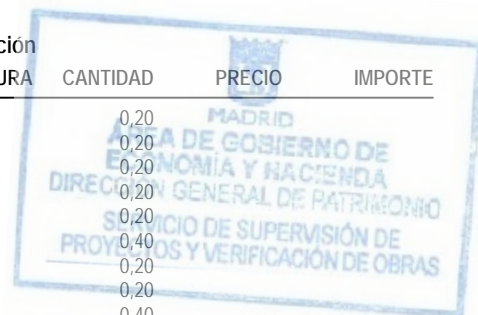 ción
URA CANTIDAD PRECIO IMPORTE
0,20
0,20
0,20
0,20
0,20
0,40
0,20
0,20
0,40
MADRID
ÁREA DE GOBIERNO DE
ECONOMÍA Y HACIENDA
DIRECCIÓN GENERAL DE PATRIMONIO
SERVICIO DE SUPERVISIÓN DE
PROYECTOS Y VERIFICACIÓN DE OBRAS